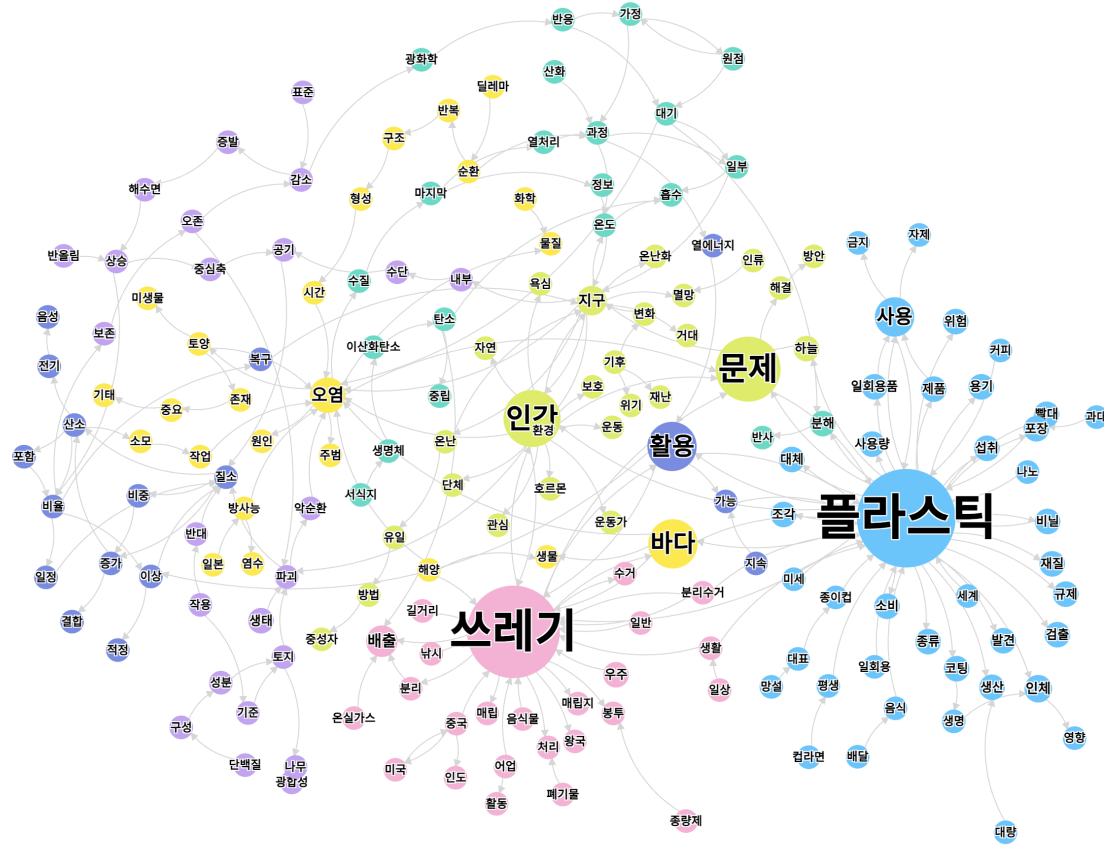 반응
가정
광화학
원점
산화
표준
딜레마
반복
대기
구조
과정
증발
열처리
순환
일부
감소
정보
해수면
마지막
흡수
형성
화학
오존
온도
물질
열에너지
금지
자제
반올림
상승
중심축
공기
온난화
인류
방안
수단
내부
수질
욕심
미생물
시간
지구
멸망
해결
음성
보존
탄소
변화
사용
위험
토양
이산화탄소
자연
거대
하늘
커피
전기
복구
기후
문제
일회용품
제품
용기
기태
오염
중립
보호
재난
존재
중요
위기
빨대
과대
산소
인간
환경
운동
분해
포장
소모
원인
온난
반사
사용량
섭취
포함
작업
주범
생명체
활용
대체
나노
질소
단체
호르몬
비율
비중
방사능
악순환
서식지
가능
조각
플라스틱
관심
운동가
비닐
반대
유일
바다
일본
염수
생물
지속
재질
증가
이상
파괴
해양
수거
미세
일정
방법
분리수거
종이컵
세계
규제
작용
길거리
소비
결합
생태
중성자
배출
쓰레기
일반
종류
발견
검출
적정
토지
낚시
생활
대표
일회용
코팅
성분
분리
우주
망설
평생
생산
인체
일상
구성
기준
온실가스
중국
매립
음식물
매립지
봉투
음식
생명
처리
왕국
영향
단백질
나무
광합성
미국
인도
어업
컵라면
배달
활동
폐기물
종량제
대량